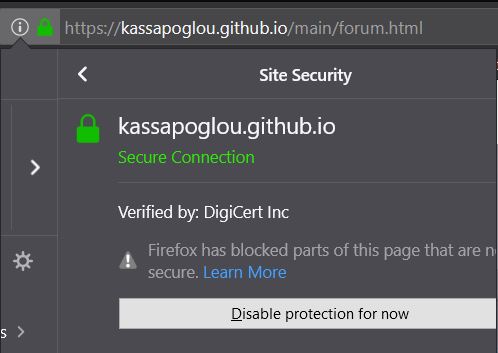 https://kassapoglou.github.io/main/forum.html
Site Security
kassapoglou.github.io
Secure Connection
Verified by: DigiCert Inc
Firefox has blocked parts of this page that are
secure. Learn More
Disable protection for now
s